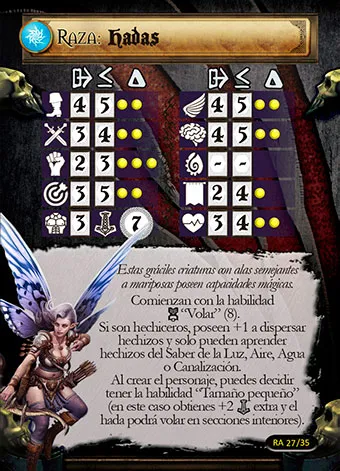 Raza: Hadas
4 5 4 5
3 4 4 5
2 3 - -
3 5 2 4
3 7 3 4
Estas gráciles criaturas con alas semejantes
a mariposas poseen capacidades mágicas.
Comienzan con la habilidad
"Volar" (8).
Si son hechiceros, poseen +1 a dispersar
hechizos y solo pueden aprender
hechizos del Saber de la Luz, Aire, Agua
o Canalización.
Al crear el personaje, puedes decidir
tener la habilidad "Tamaño pequeño"
(en este caso obtienes +2 extra y el
hada podrá volar en secciones interiores).
RA 27/35